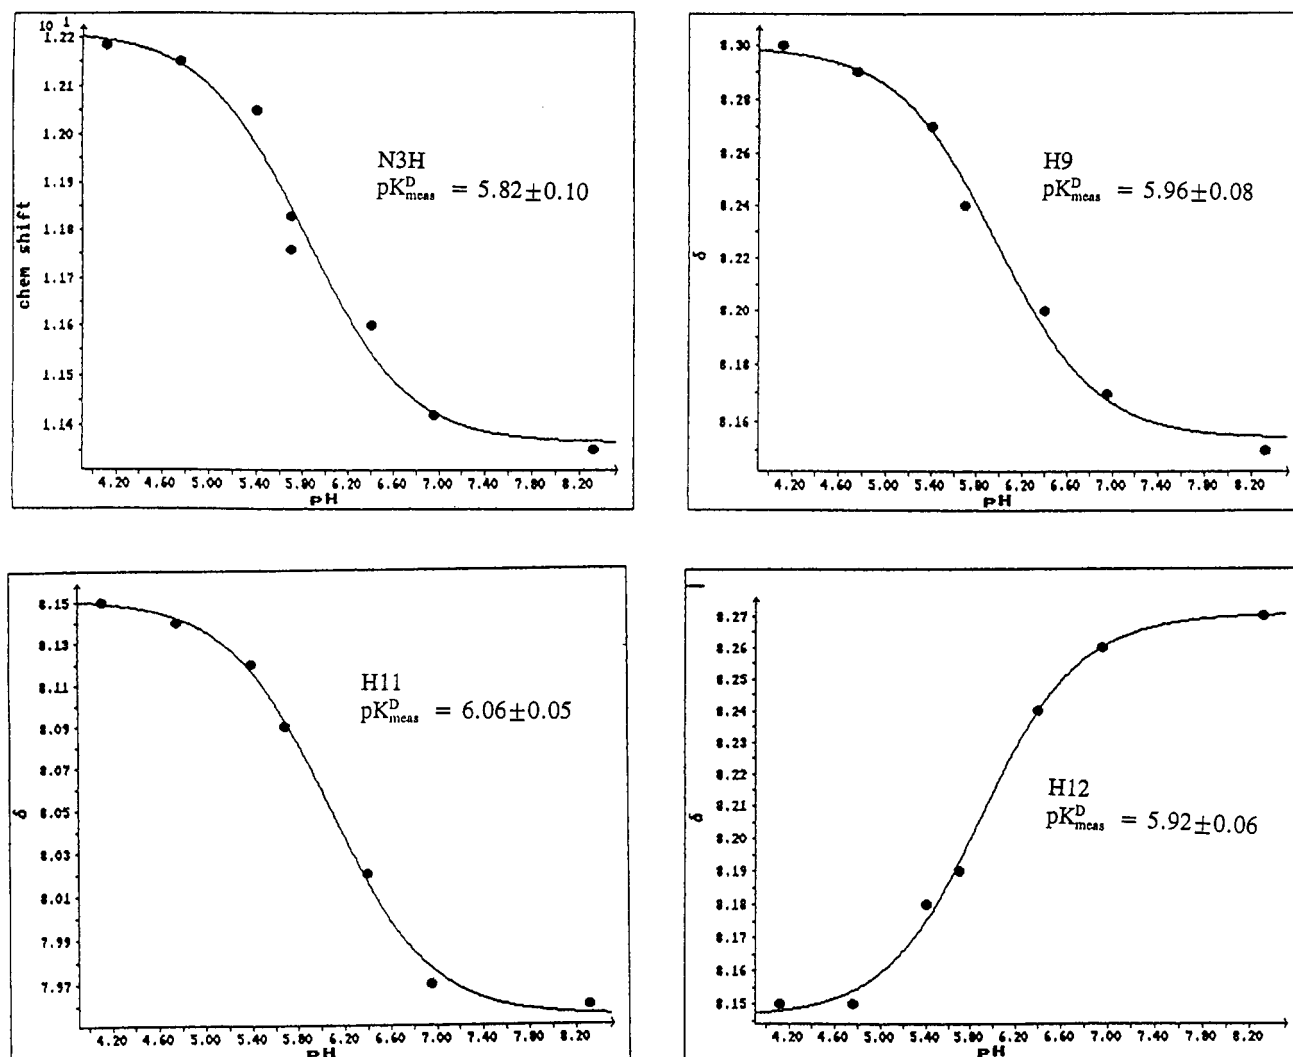 10 1
1.22
1.21
1.20
1.19
1.18
1.17
1.16
1.15
1.14
chem shift
N3H
pK^D_meas = 5.82±0.10
4.20 4.60 5.00 5.40 5.80 6.20 6.60 7.00 7.40 7.80 8.20
pH
8.30
8.28
8.26
8.24
8.22
8.20
8.18
8.16
δ
H9
pK^D_meas = 5.96±0.08
4.20 4.60 5.00 5.40 5.80 6.20 6.60 7.00 7.40 7.80 8.20
pH
8.15
8.13
8.11
8.09
8.07
8.05
8.03
8.01
7.99
7.97
δ
H11
pK^D_meas = 6.06±0.05
4.20 4.60 5.00 5.40 5.80 6.20 6.60 7.00 7.40 7.80 8.20
pH
8.27
8.26
8.25
8.24
8.23
8.22
8.21
8.20
8.19
8.18
8.17
8.16
8.15
δ
H12
pK^D_meas = 5.92±0.06
4.20 4.60 5.00 5.40 5.80 6.20 6.60 7.00 7.40 7.80 8.20
pH